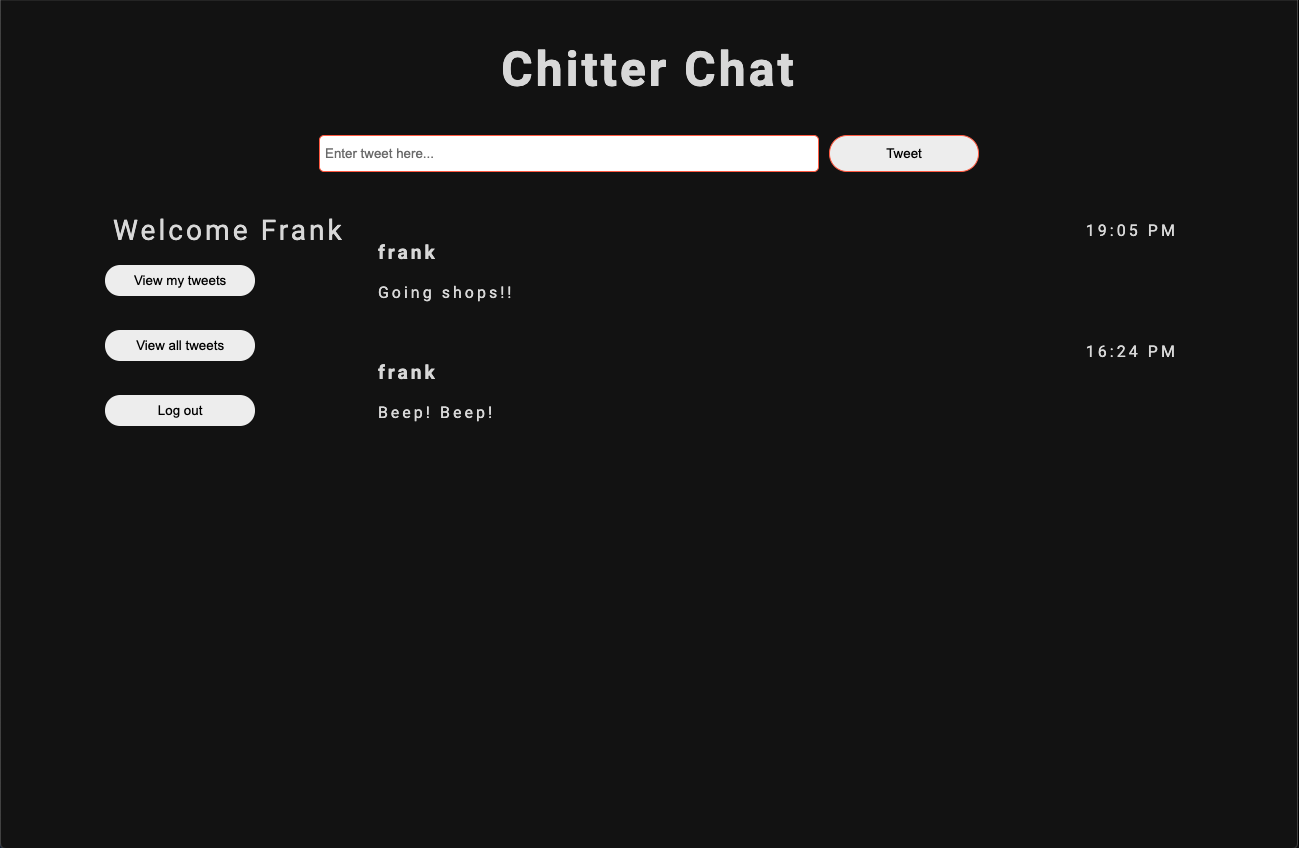 Chitter Chat
Enter tweet here...
Tweet
Welcome Frank
View my tweets
View all tweets
Log out
19:05 PM
frank
Going shops!!
16:24 PM
frank
Beep! Beep!